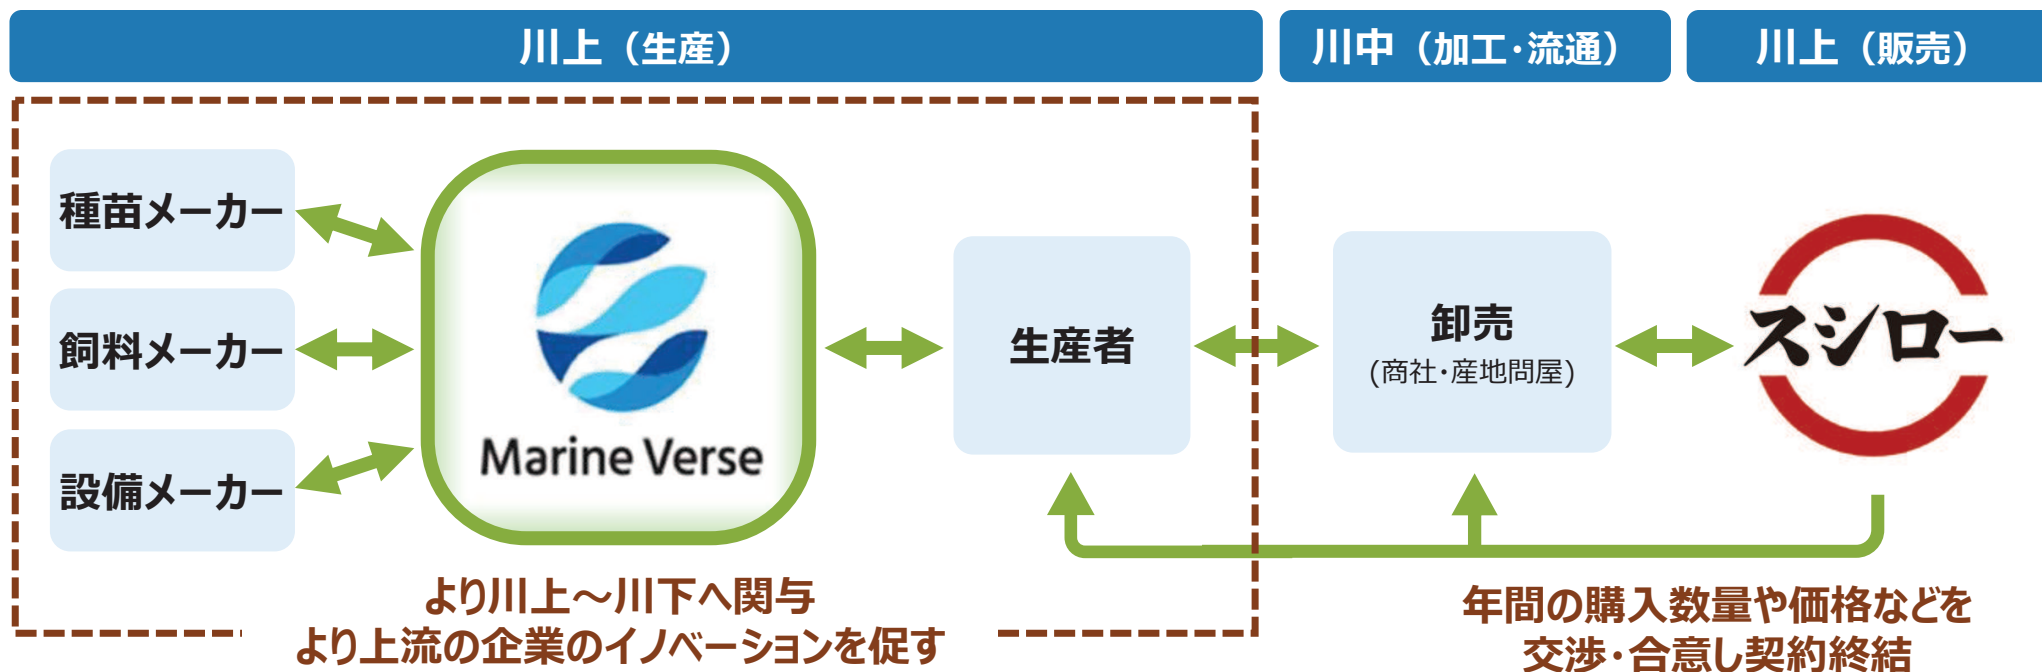 川上（生産）
川中（加工・流通）
川上（販売）
種苗メーカー
飼料メーカー
設備メーカー
Marine Verse
生産者
卸売
(商社・産地問屋)
スシロー
より川上～川下へ関与
より上流の企業のイノベーションを促す
年間の購入数量や価格などを
交渉・合意し契約終結